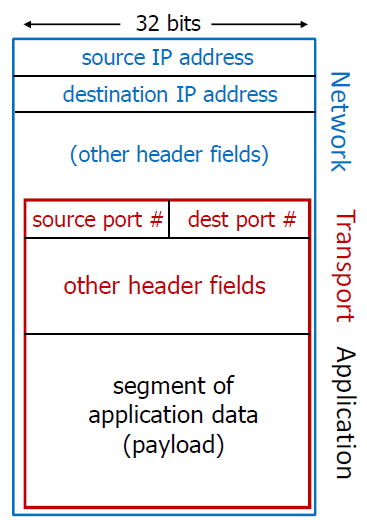 32 bits
source IP address
destination IP address
(other header fields)
Network
source port # dest port #
other header fields
Transport
segment of
application data
(payload)
Application